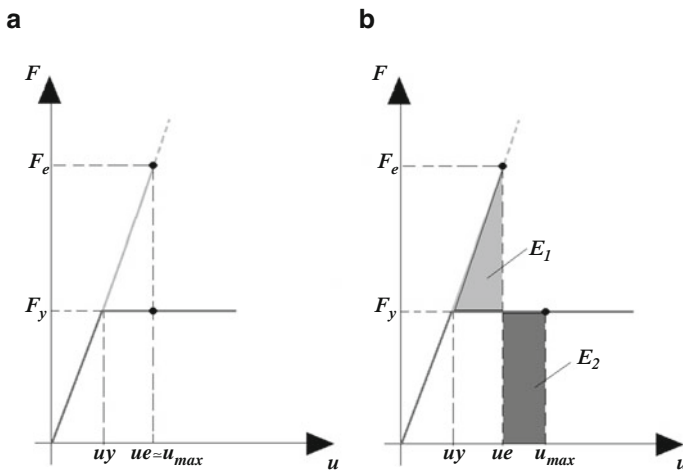 a
F
F_e
F_y
uy ue≃u_max u
b
F
F_e
E_1
F_y
E_2
uy ue u_max u